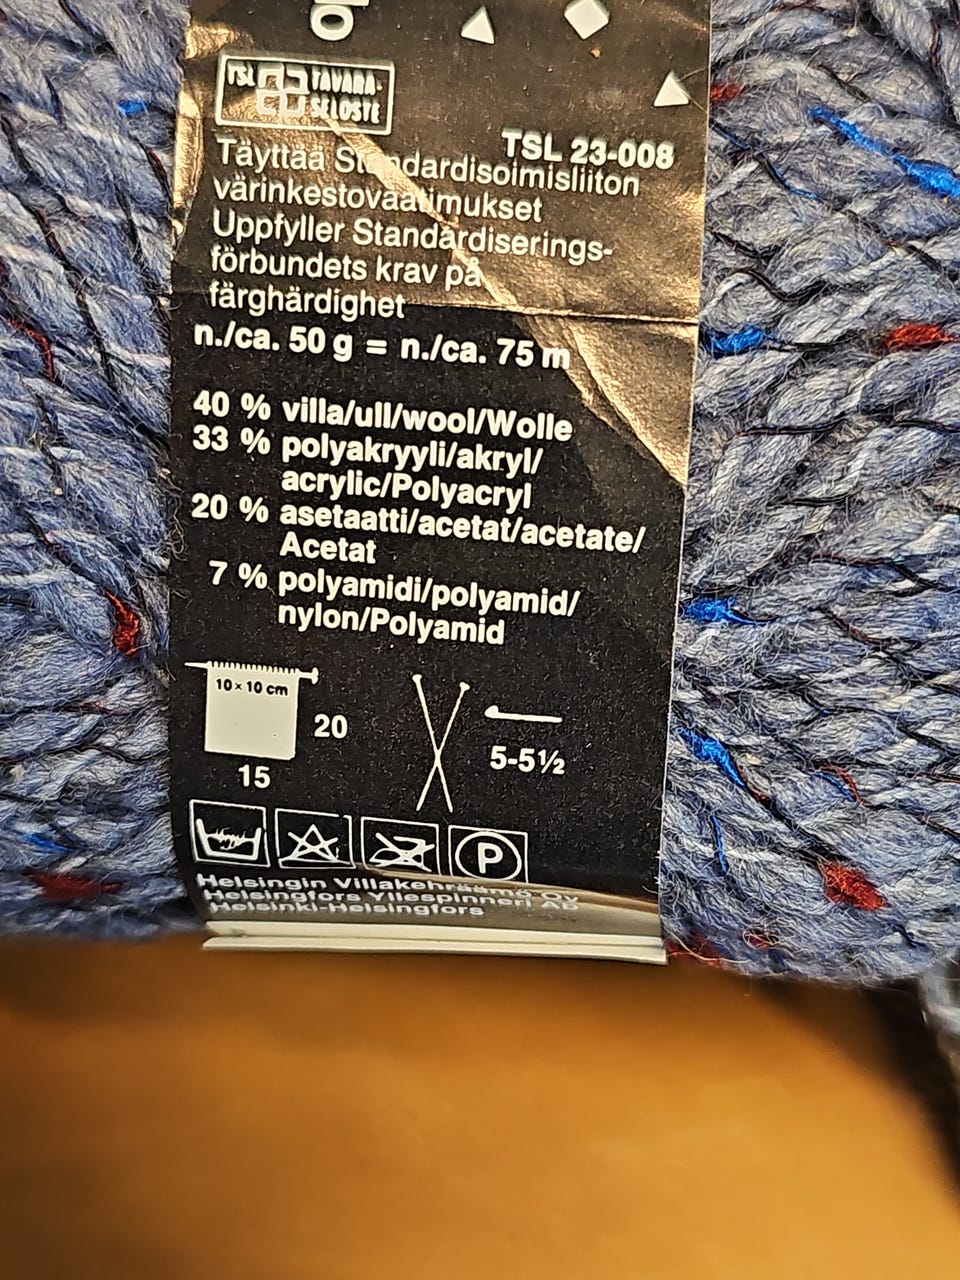 TSL TAVARA-
SELOSTE
TSL 23-008
Täyttää Standardisoimisliiton
värinkestovaatimukset
Uppfyller Standardiserings-
förbundets krav på
färghärdighet
n./ca. 50 g = n./ca. 75 m
40 % villa/ull/wool/Wolle
33 % polyakryyli/akryl/
acrylic/Polyacryl
20 % asetaatti/acetat/acetate/
Acetat
7 % polyamidi/polyamid/
nylon/Polyamid
10 x 10 cm
20
15
5-5½
P
Helsingin Villakehräämö Oy
Helsingfors Yllespinneri AB
Helsinki-Helsingfors